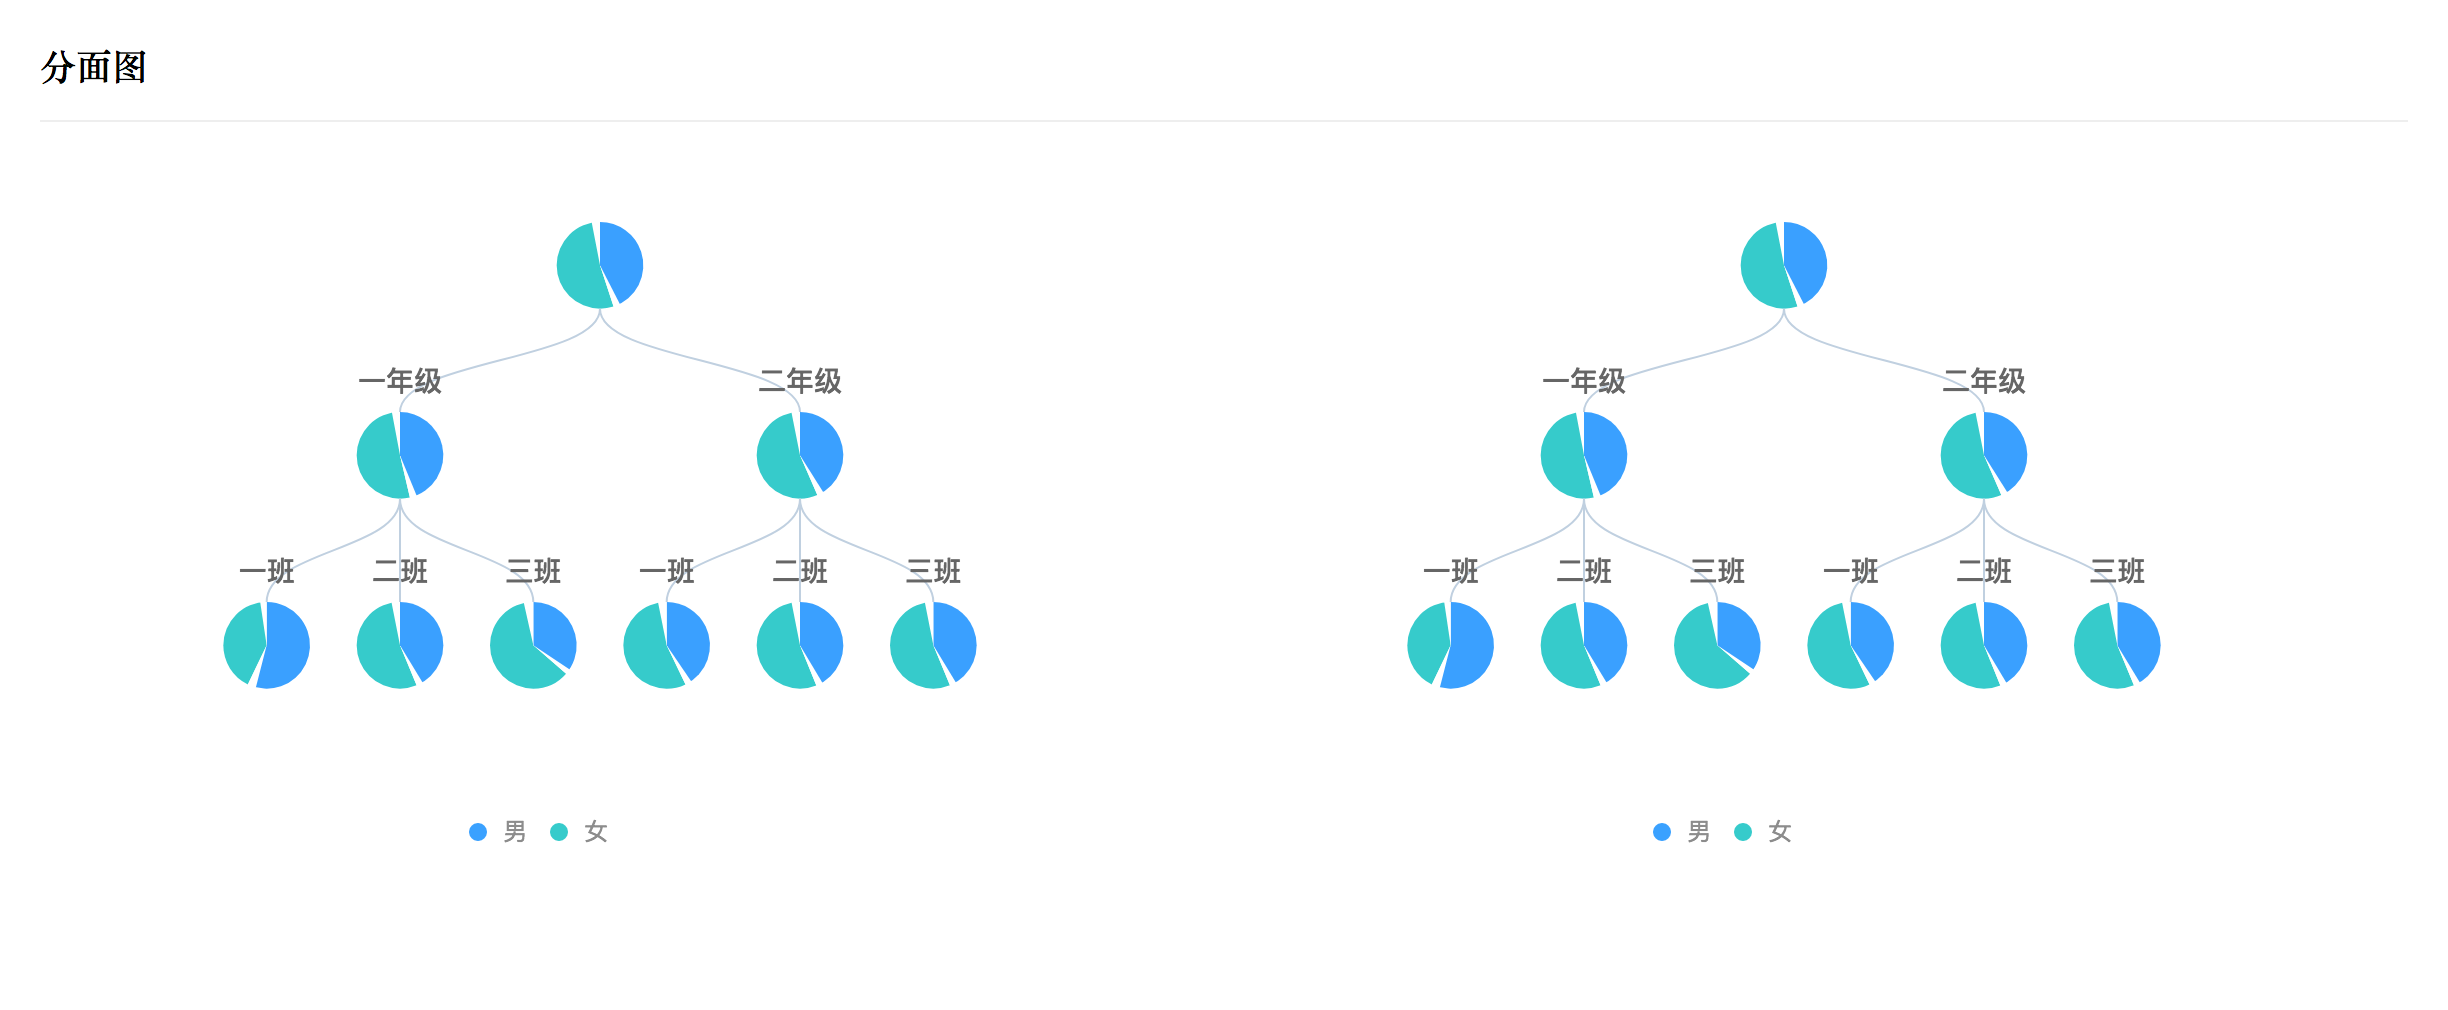 分面图
一年级 二年级 一年级 二年级
一班 二班 三班 一班 二班 三班 一班 二班 三班 一班 二班 三班
男 女 男 女